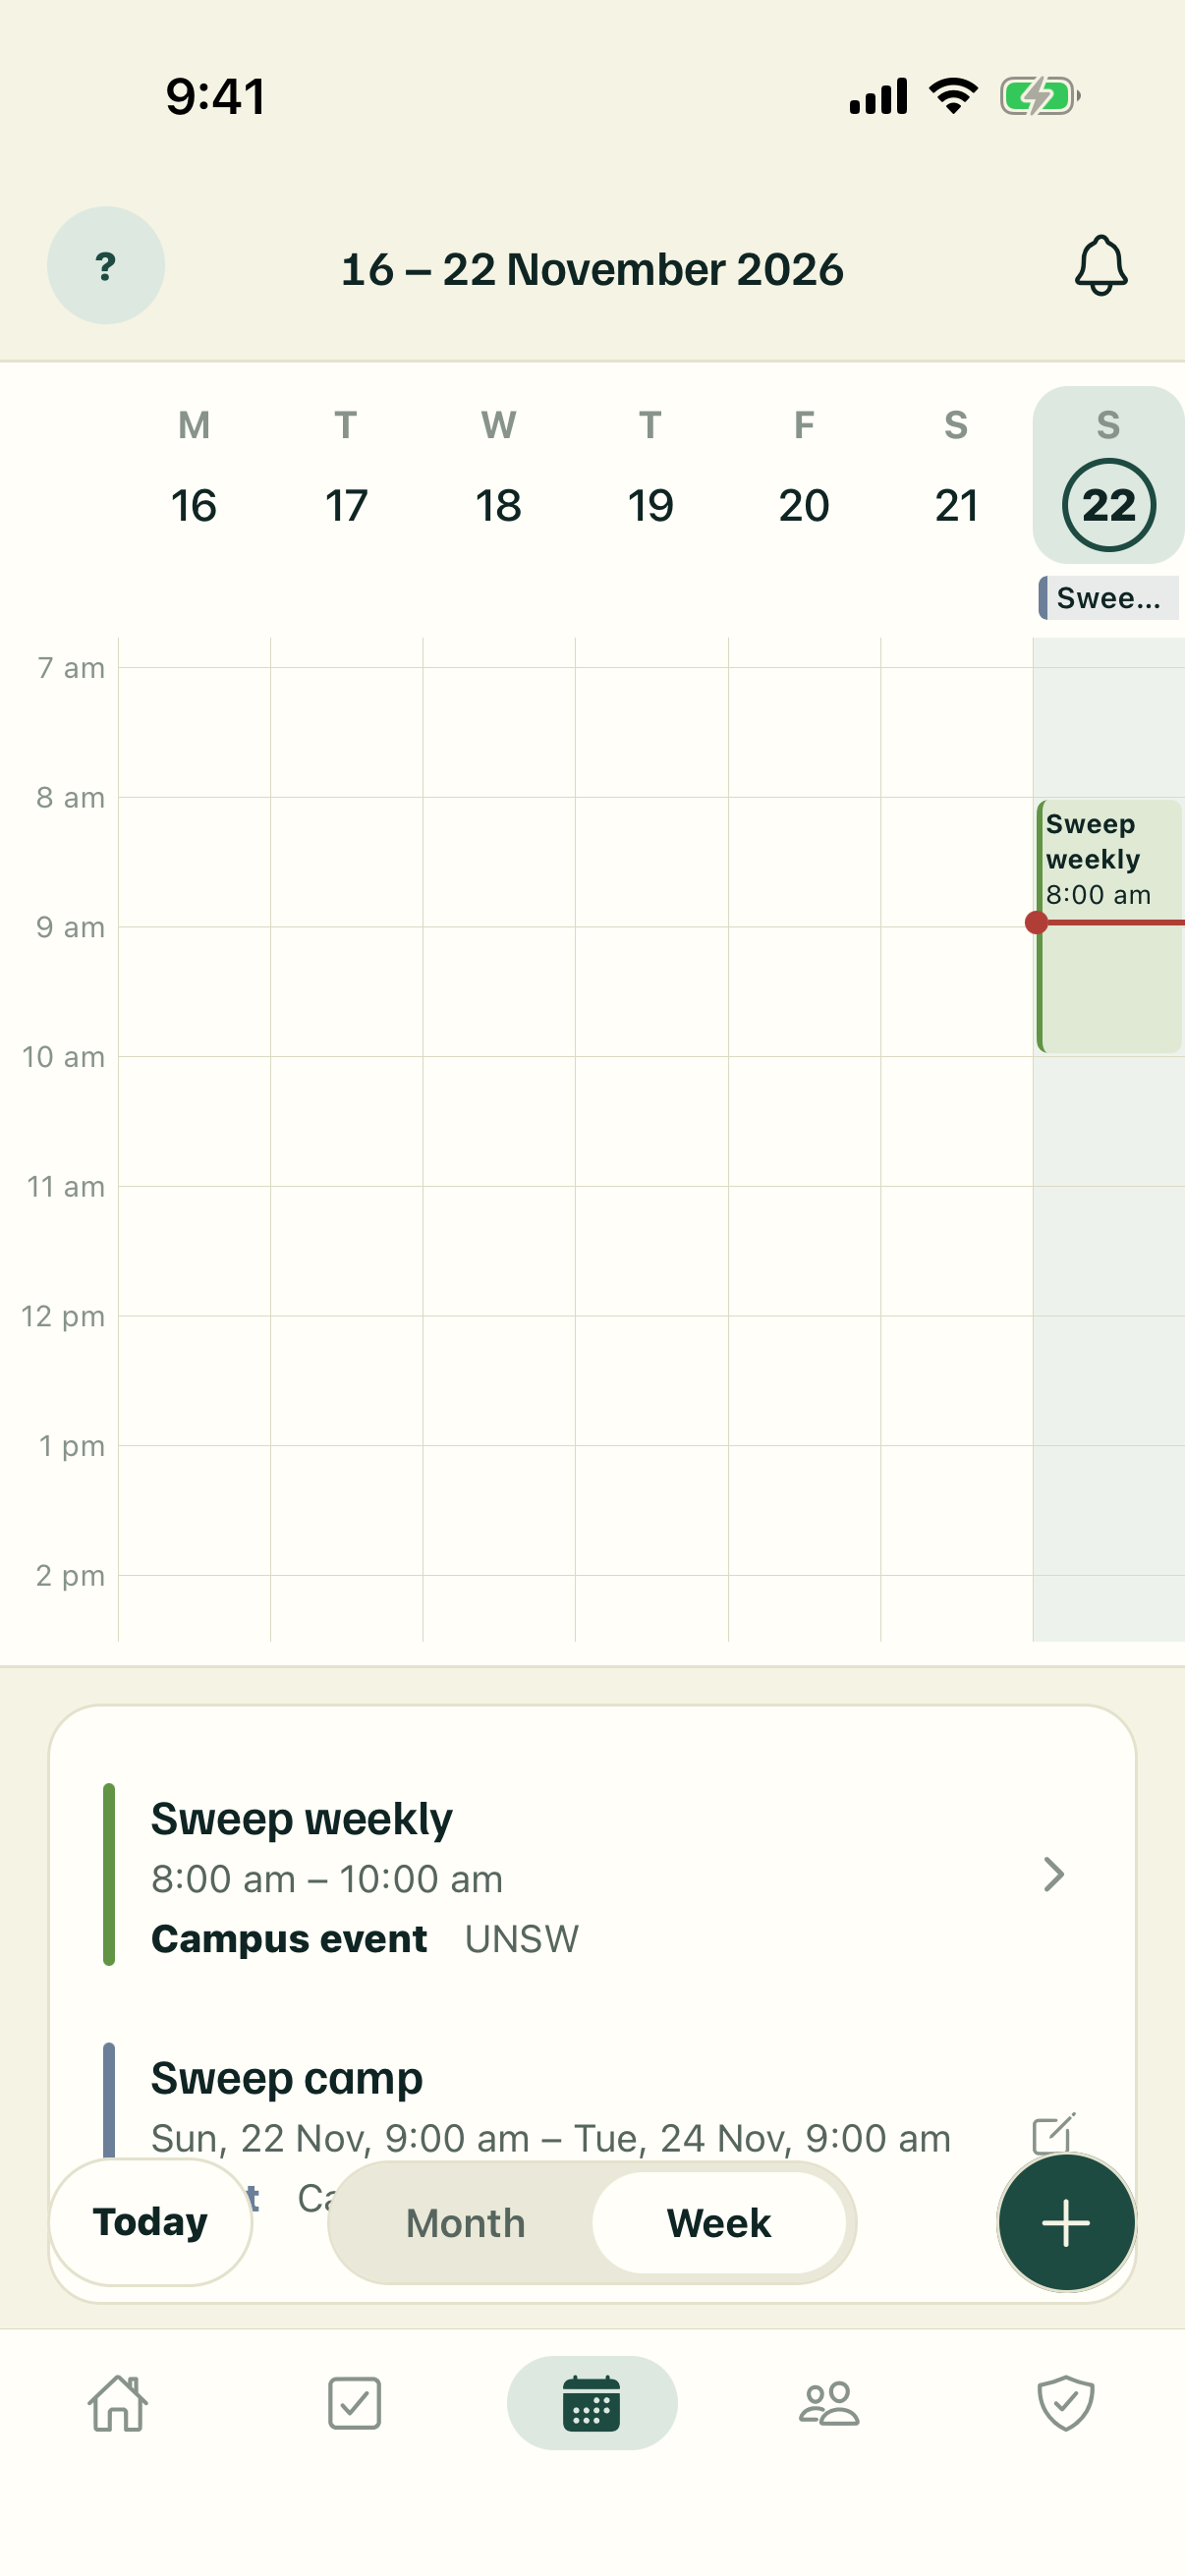 9:41
?
16 – 22 November 2026
M T W T F S S
16 17 18 19 20 21 22
Swee...
7 am
8 am
Sweep
weekly
8:00 am
9 am
10 am
11 am
12 pm
1 pm
2 pm
Sweep weekly
8:00 am – 10:00 am
Campus event UNSW
Sweep camp
Sun, 22 Nov, 9:00 am – Tue, 24 Nov, 9:00 am
Today Month Week